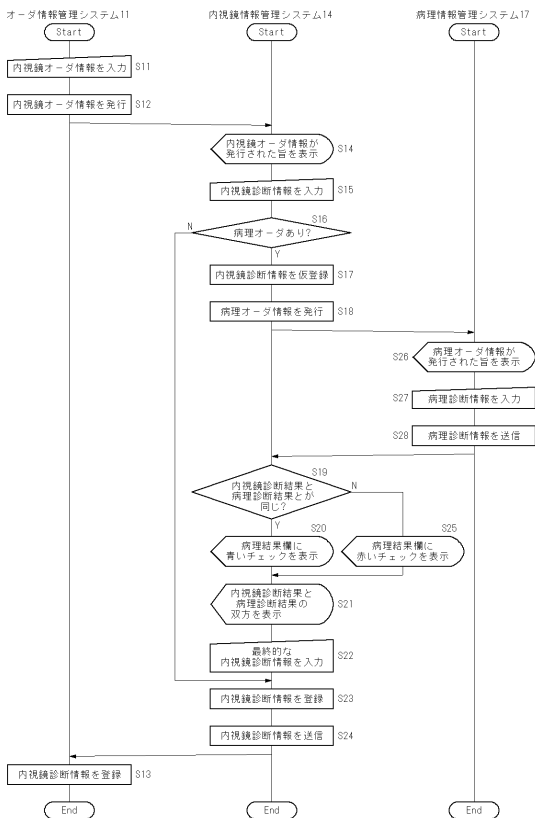 オーダ情報管理システム11
内視鏡情報管理システム14
病理情報管理システム17
Start
Start
Start
内視鏡オーダ情報を入力 S11
内視鏡オーダ情報を発行 S12
内視鏡オーダ情報が
発行された旨を表示
S14
内視鏡診断情報を入力 S15
S16
病理オーダあり?
N
Y
内視鏡診断情報を仮登録 S17
病理オーダ情報を発行 S18
S26
病理オーダ情報が
発行された旨を表示
S27 病理診断情報を入力
S28 病理診断情報を送信
S19
内視鏡診断結果と
病理診断結果とが
同じ?
N
Y
S20
病理結果欄に
青いチェックを表示
S25
病理結果欄に
赤いチェックを表示
内視鏡診断結果と
病理診断結果の
双方を表示
S21
最終的な
内視鏡診断情報を入力
S22
内視鏡診断情報を登録 S23
内視鏡診断情報を送信 S24
内視鏡診断情報を登録 S13
End
End
End